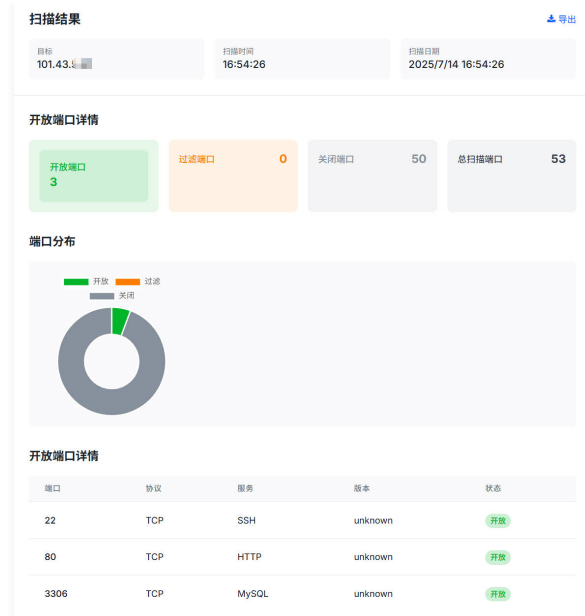 扫描结果 导出
目标 扫描时间 扫描日期
101.43. 16:54:26 2025/7/14 16:54:26
开放端口详情
开放端口 过滤端口 0 关闭端口 50 总扫描端口 53
3
端口分布
开放 过滤
关闭
开放端口详情
端口 协议 服务 版本 状态
22 TCP SSH unknown 开放
80 TCP HTTP unknown 开放
3306 TCP MySQL unknown 开放